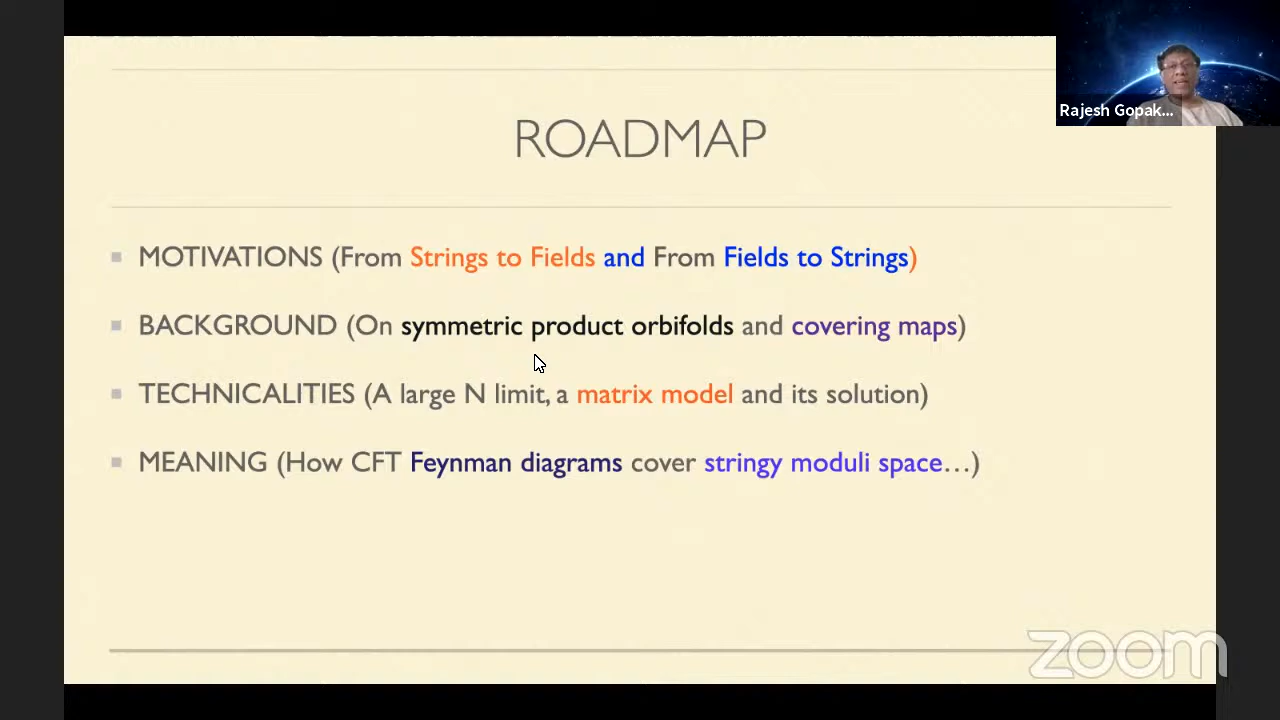 Rajesh Gopak...
ROADMAP
MOTIVATIONS (From Strings to Fields and From Fields to Strings)
BACKGROUND (On symmetric product orbifolds and covering maps)
TECHNICALITIES (A large N limit, a matrix model and its solution)
MEANING (How CFT Feynman diagrams cover stringy moduli space…)
zoom